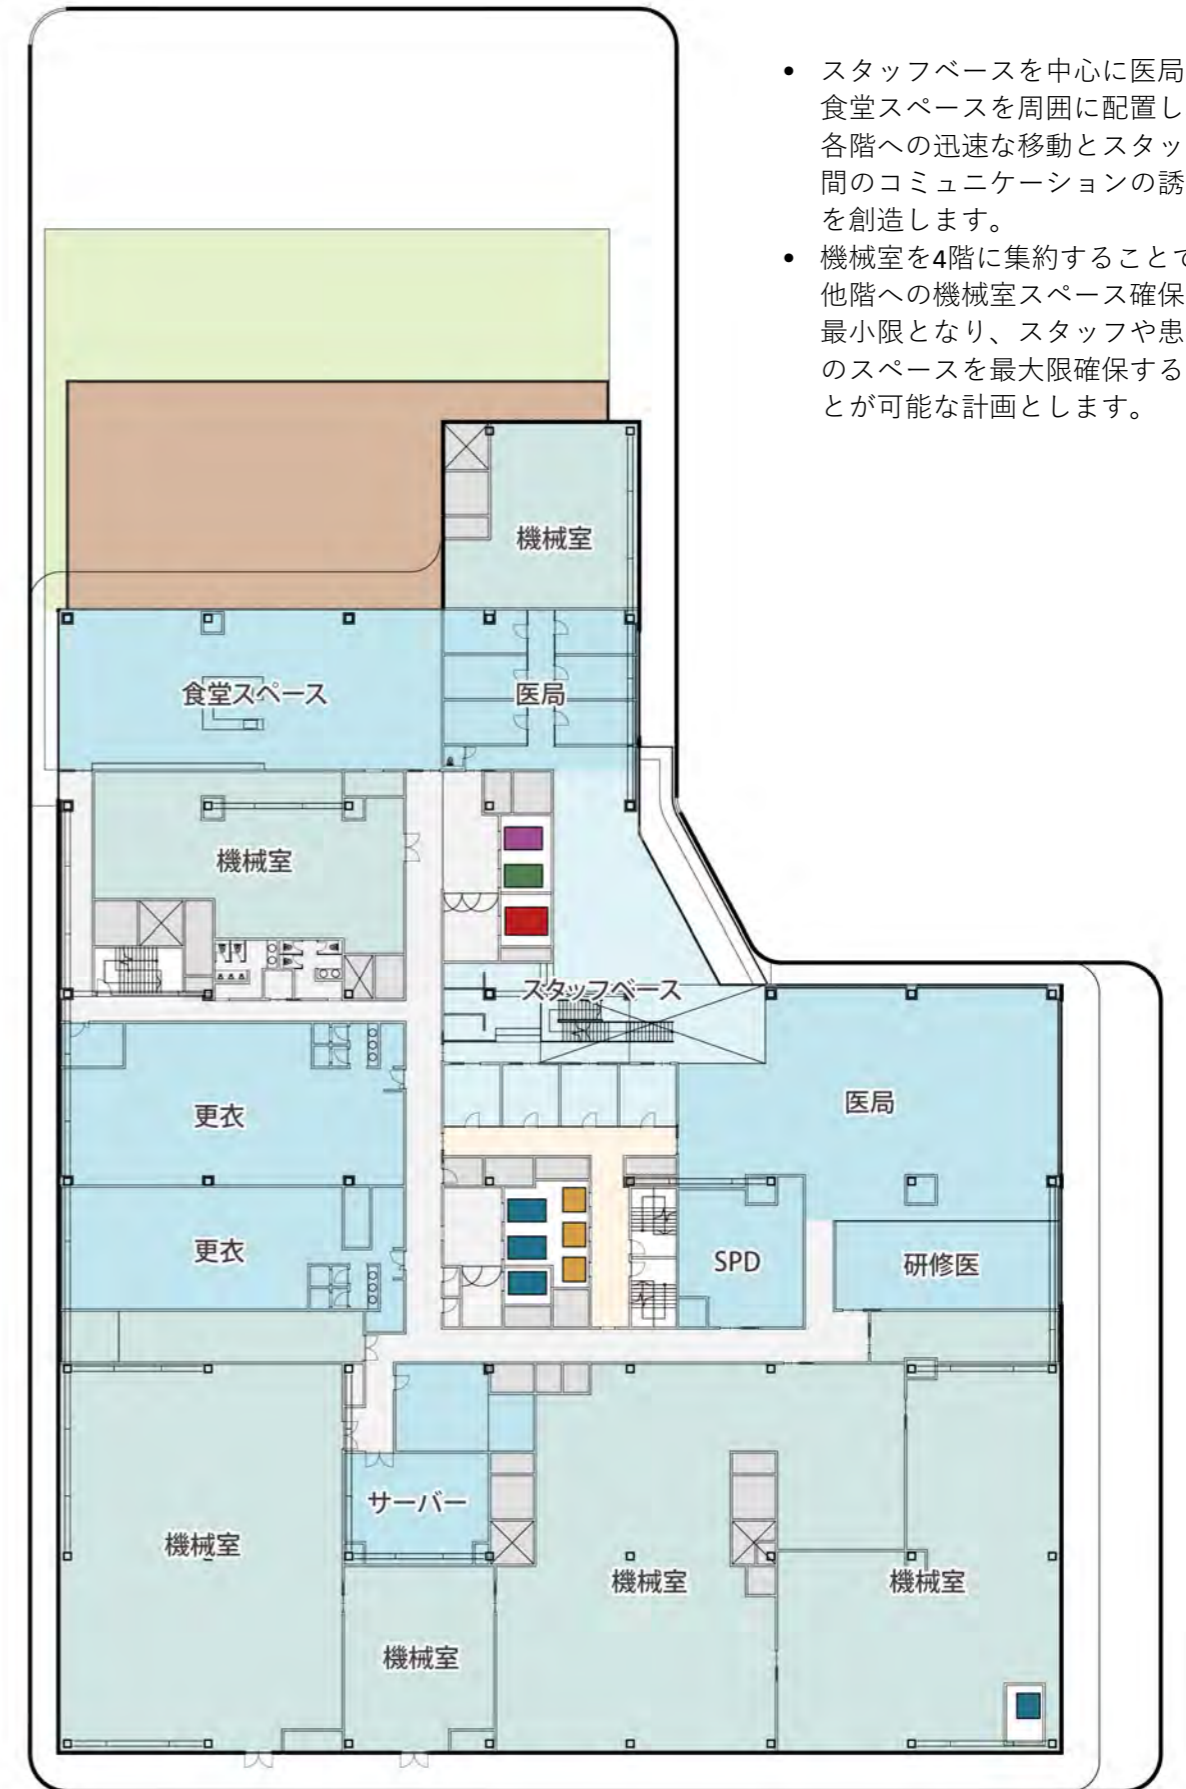 • スタッフベースを中心に医局
食堂スペースを周囲に配置し
各階への迅速な移動とスタッ
間のコミュニケーションの誘
を創造します。
• 機械室を4階に集約することで
他階への機械室スペース確保
最小限となり、スタッフや患
のスペースを最大限確保する
とが可能な計画とします。
機械室
食堂スペース
医局
機械室
スタッフベース
更衣
医局
更衣
SPD
研修医
サーバー
機械室
機械室
機械室
機械室